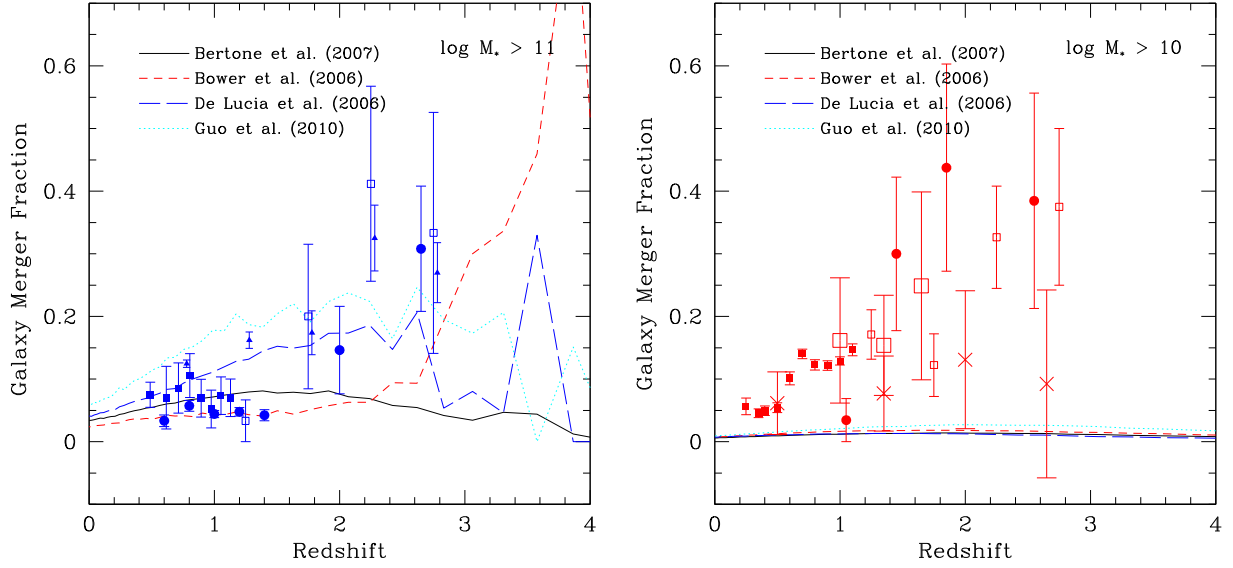 log M* > 11
Bertone et al. (2007)
Bower et al. (2006)
De Lucia et al. (2006)
Guo et al. (2010)
Galaxy Merger Fraction
0.6
0.4
0.2
0
0 1 2 3 4
Redshift
log M* > 10
Bertone et al. (2007)
Bower et al. (2006)
De Lucia et al. (2006)
Guo et al. (2010)
Galaxy Merger Fraction
0.6
0.4
0.2
0
0 1 2 3 4
Redshift